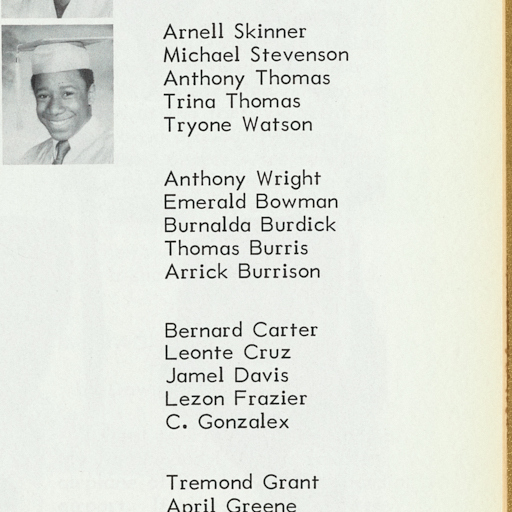 Arnell Skinner
Michael Stevenson
Anthony Thomas
Trina Thomas
Tryone Watson
Anthony Wright
Emerald Bowman
Burnalda Burdick
Thomas Burris
Arrick Burrison
Bernard Carter
Leonte Cruz
Jamel Davis
Lezon Frazier
C. Gonzalex
Tremond Grant
April Greene